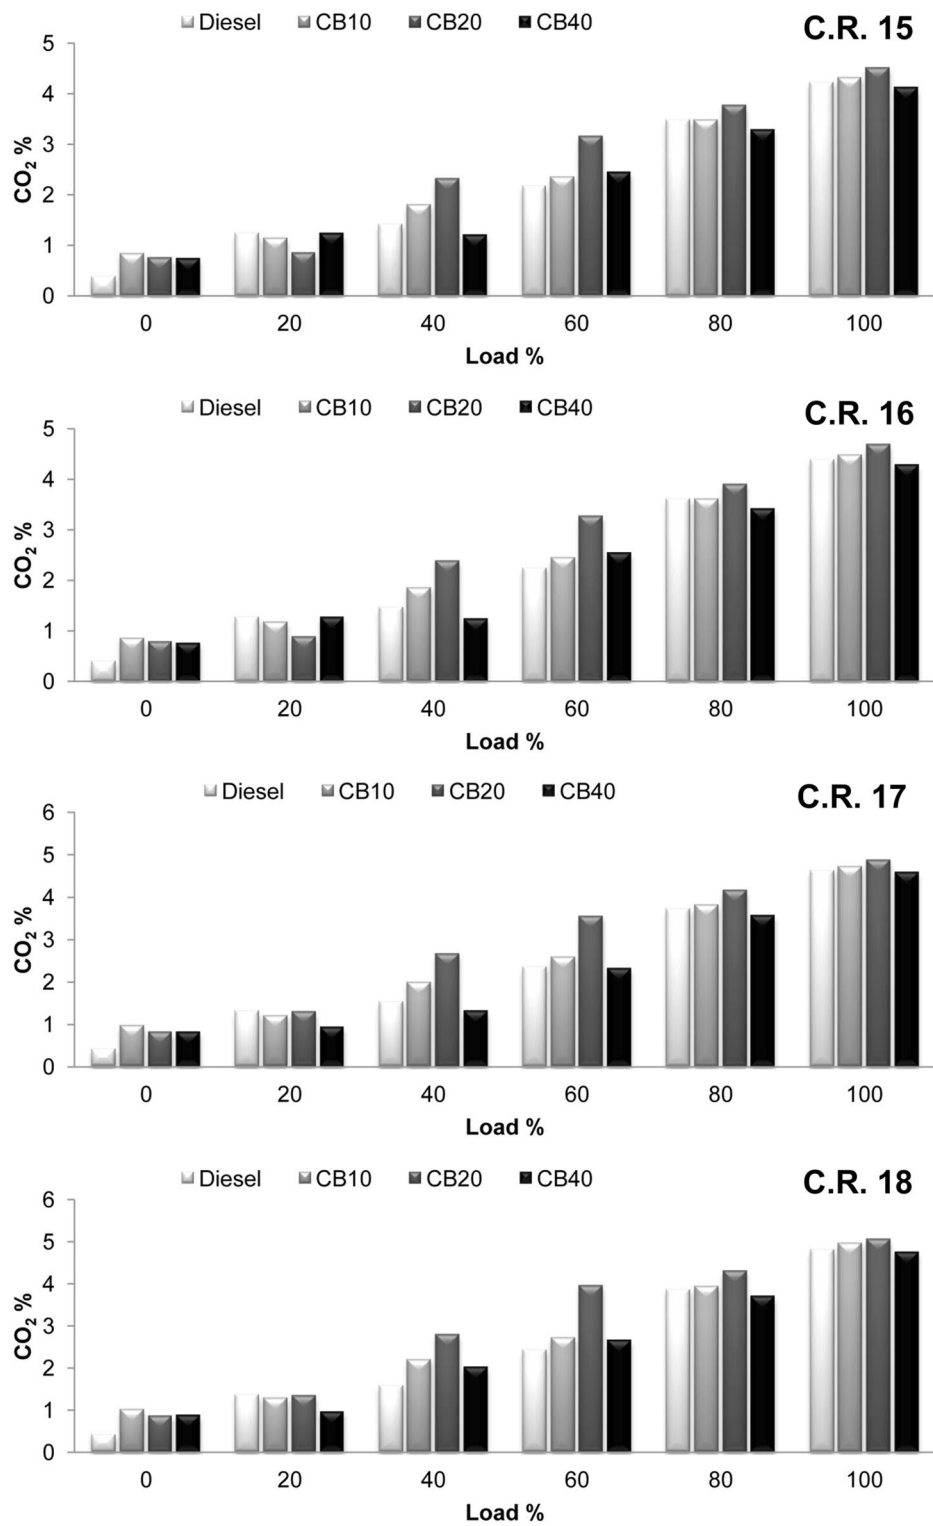 Diesel CB10 CB20 CB40 C.R. 15
5
4
3
2
1
0
CO₂ %
0 20 40 60 80 100
Load %
Diesel CB10 CB20 CB40 C.R. 16
5
4
3
2
1
0
CO₂ %
0 20 40 60 80 100
Load %
Diesel CB10 CB20 CB40 C.R. 17
6
5
4
3
2
1
0
CO₂ %
0 20 40 60 80 100
Load %
Diesel CB10 CB20 CB40 C.R. 18
6
5
4
3
2
1
0
CO₂ %
0 20 40 60 80 100
Load %